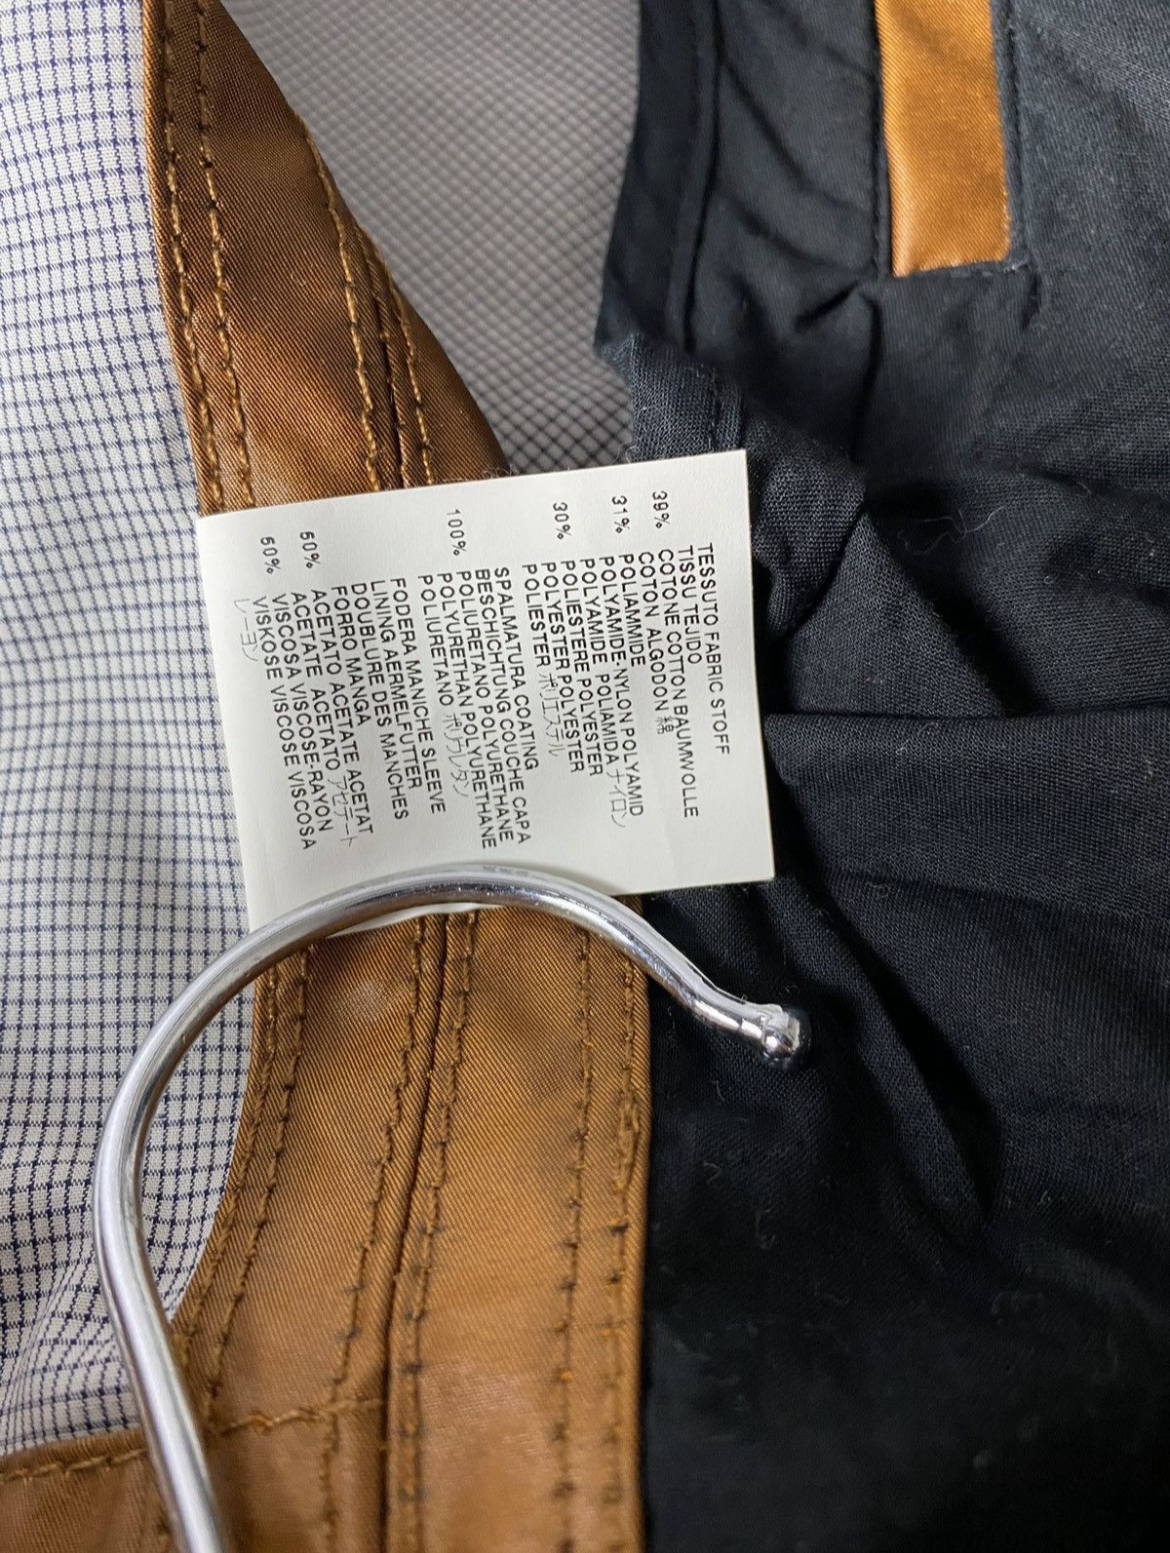 TESSUTO FABRIC STOFF
TISSU TEJIDO
39% COTONE COTTON BAUMWOLLE
COTON ALGODON 綿
31% POLIAMMIDE
POLYAMIDE-NYLON POLYAMID
POLYAMIDE POLIAMIDA ナイロン
30% POLIESTERE POLYESTER
POLYESTER POLYESTER
POLIESTER ポリエステル
SPALMATURA COATING
BESCHICHTUNG COUCHE CAPA
100% POLIURETANO POLYURETHANE
POLYURETHAN POLYURETHANE
POLIURETANO ポリウレタン
FODERA MANICHE SLEEVE
LINING AERMELFUTTER
DOUBLURE DES MANCHES
FORRO MANGA
50% ACETATO ACETATE ACETAT
ACETATE ACETATO アセテート
50% VISCOSA VISCOSE-RAYON
VISKOSE VISCOSE VISCOSA
レーヨン